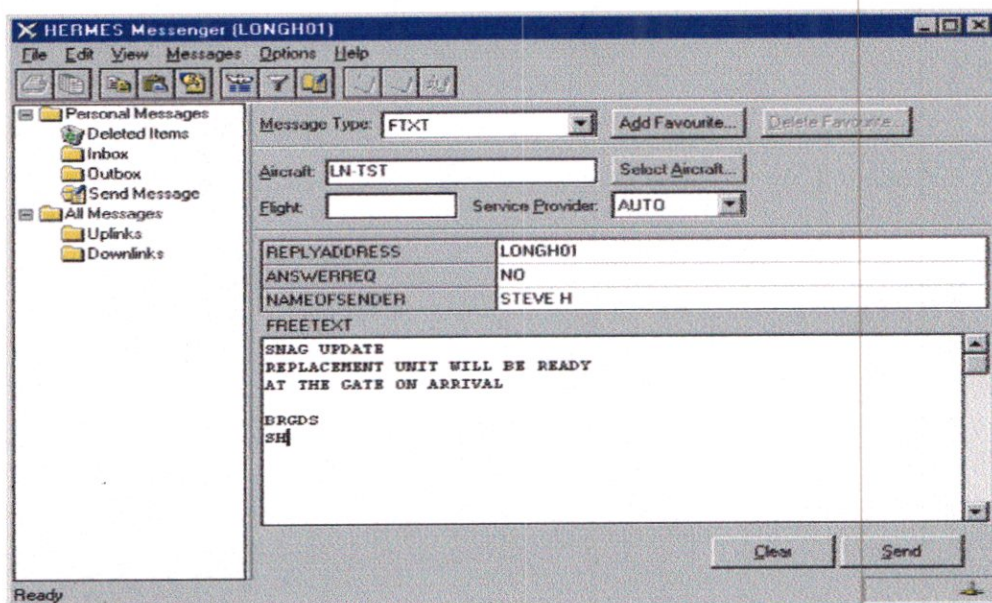 HERMES Messenger (LONGH01)
File Edit View Messages Options Help
Personal Messages
Deleted Items
Inbox
Outbox
Send Message
All Messages
Uplinks
Downlinks
Message Type: FTXT Add Favourite... Delete Favourite...
Aircraft: LN-TST Select Aircraft...
Flight: Service Provider: AUTO
REPLYADDRESS LONGH01
ANSWERREQ NO
NAMEOFSENDER STEVE H
FREETEXT
SNAG UPDATE
REPLACEMENT UNIT WILL BE READY
AT THE GATE ON ARRIVAL
BRGDS
SH
Clear Send
Ready